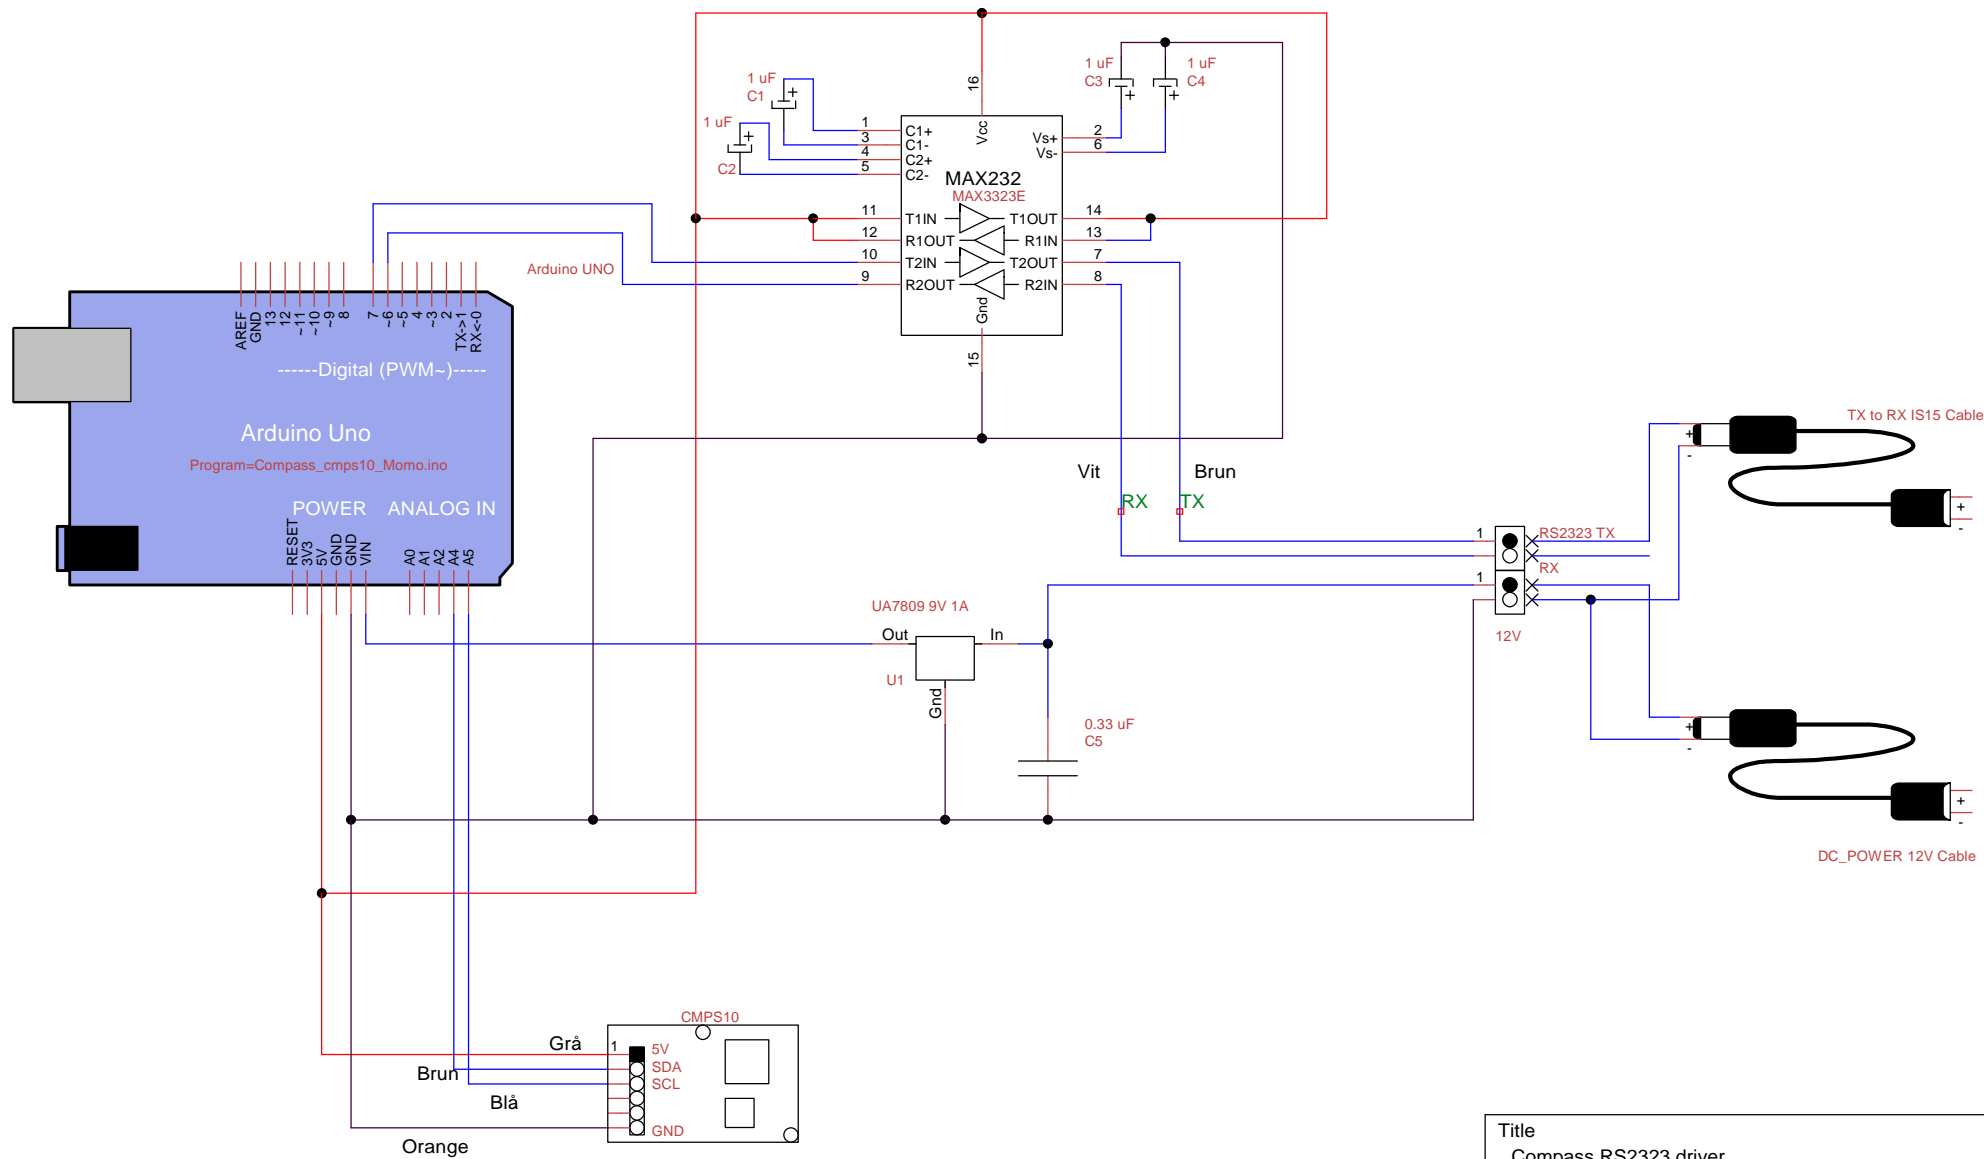 1 uF
C1
1 uF
C2
1 uF
C3
1 uF
C4
16
Vcc
1
3
4
5
C1+
C1-
C2+
C2-
Vs+
Vs-
2
6
MAX232
MAX3323E
11
T1IN
T1OUT
14
12
R1OUT
R1IN
13
10
T2IN
T2OUT
7
9
R2OUT
R2IN
8
Gnd
15
Arduino UNO
AREF
GND
13
12
~11
~10
~9
8
7
~6
~5
4
~3
2
TX->1
RX<-0
------Digital (PWM~)-----
Arduino Uno
Program=Compass_cmps10_Momo.ino
POWER
ANALOG IN
RESET
3V3
5V
GND
GND
VIN
A0
A1
A2
A4
A5
Vit
Brun
RX
TX
TX to RX IS15 Cable
+
-
+
-
1
RS2323 TX
RX
1
12V
UA7809 9V 1A
Out
In
U1
Gnd
0.33 uF
C5
+
-
+
-
DC_POWER 12V Cable
CMPS10
Grå
1
5V
Brun
SDA
SCL
Blå
GND
Orange
Title
Compass RS2323 driver